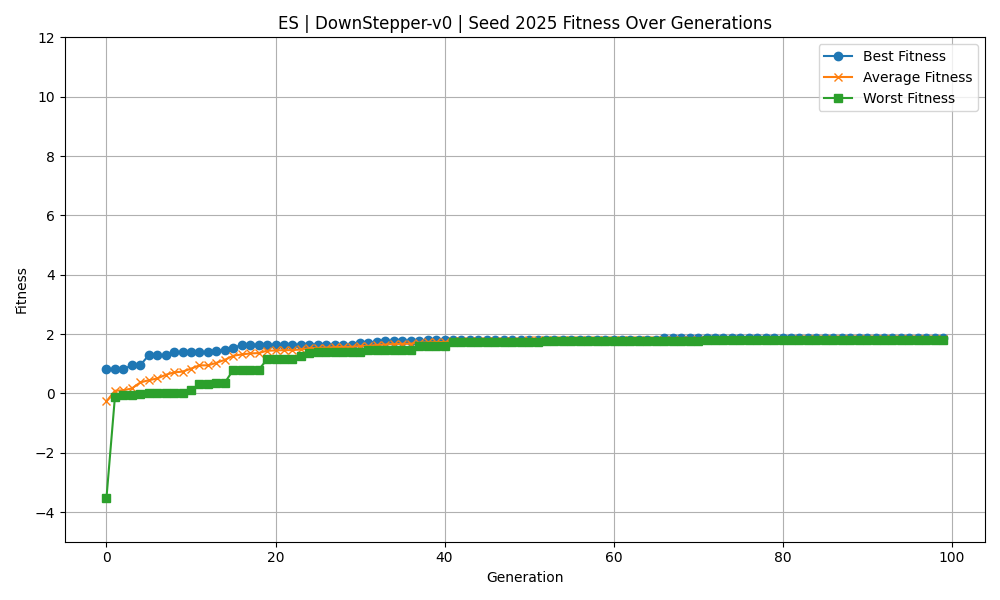 ES | DownStepper-v0 | Seed 2025 Fitness Over Generations
12
10
8
6
4
2
0
−2
−4
Fitness
Best Fitness
Average Fitness
Worst Fitness
0 20 40 60 80 100
Generation